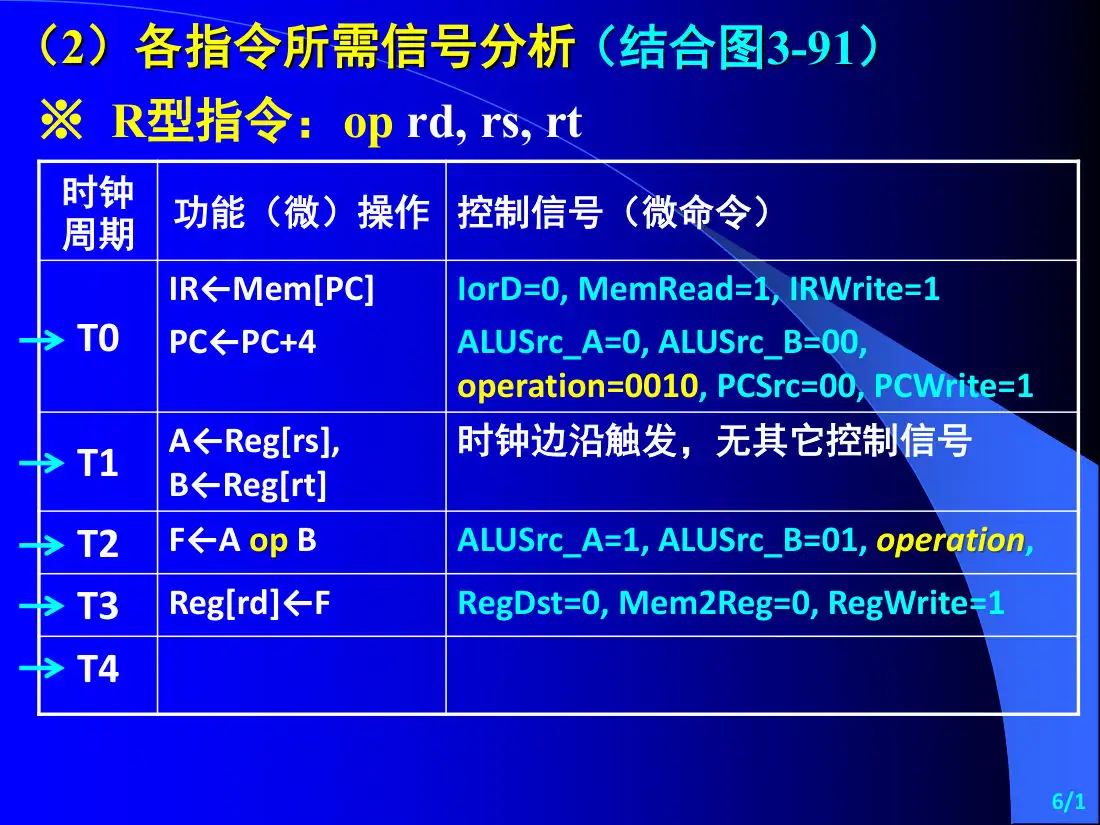 （2）各指令所需信号分析（结合图3-91）
※ R型指令：op rd, rs, rt
时钟
周期
功能（微）操作
控制信号（微命令）
T0
IR←Mem[PC]
IorD=0, MemRead=1, IRWrite=1
PC←PC+4
ALUSrc_A=0, ALUSrc_B=00,
operation=0010, PCSrc=00, PCWrite=1
T1
A←Reg[rs],
B←Reg[rt]
时钟边沿触发，无其它控制信号
T2
F←A op B
ALUSrc_A=1, ALUSrc_B=01, operation,
T3
Reg[rd]←F
RegDst=0, Mem2Reg=0, RegWrite=1
T4
6/1